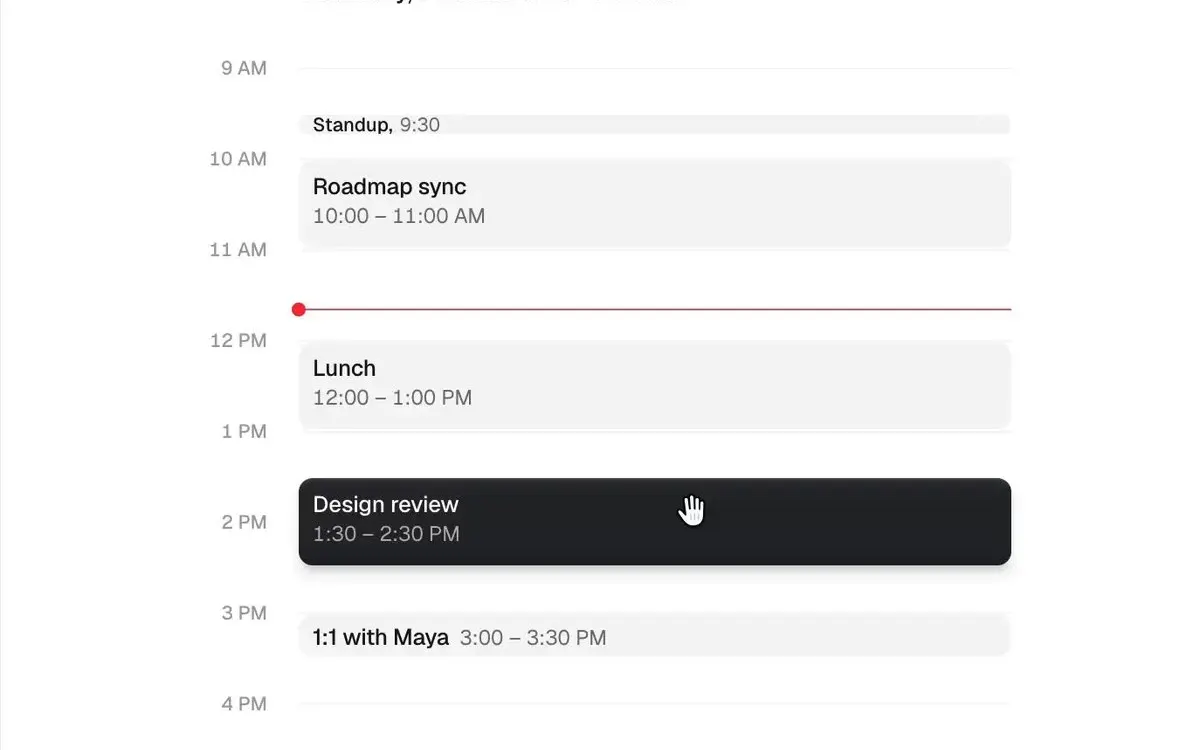 9 AM
Standup, 9:30
10 AM
Roadmap sync
10:00 – 11:00 AM
11 AM
12 PM
Lunch
12:00 – 1:00 PM
1 PM
Design review
1:30 – 2:30 PM
2 PM
3 PM
1:1 with Maya 3:00 – 3:30 PM
4 PM